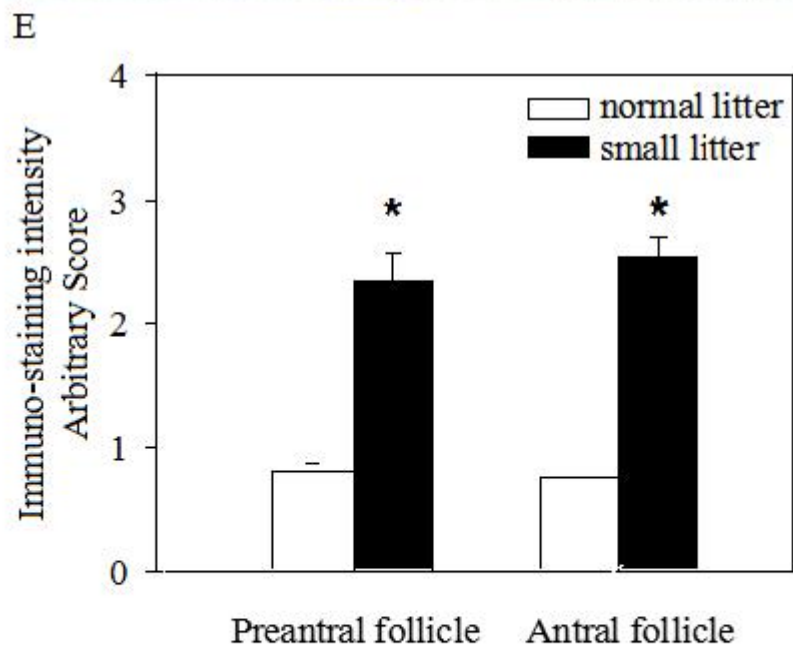 E
4
3
2
1
0
Immuno-staining intensity
Arbitrary Score
normal litter
small litter
*
*
Preantral follicle
Antral follicle